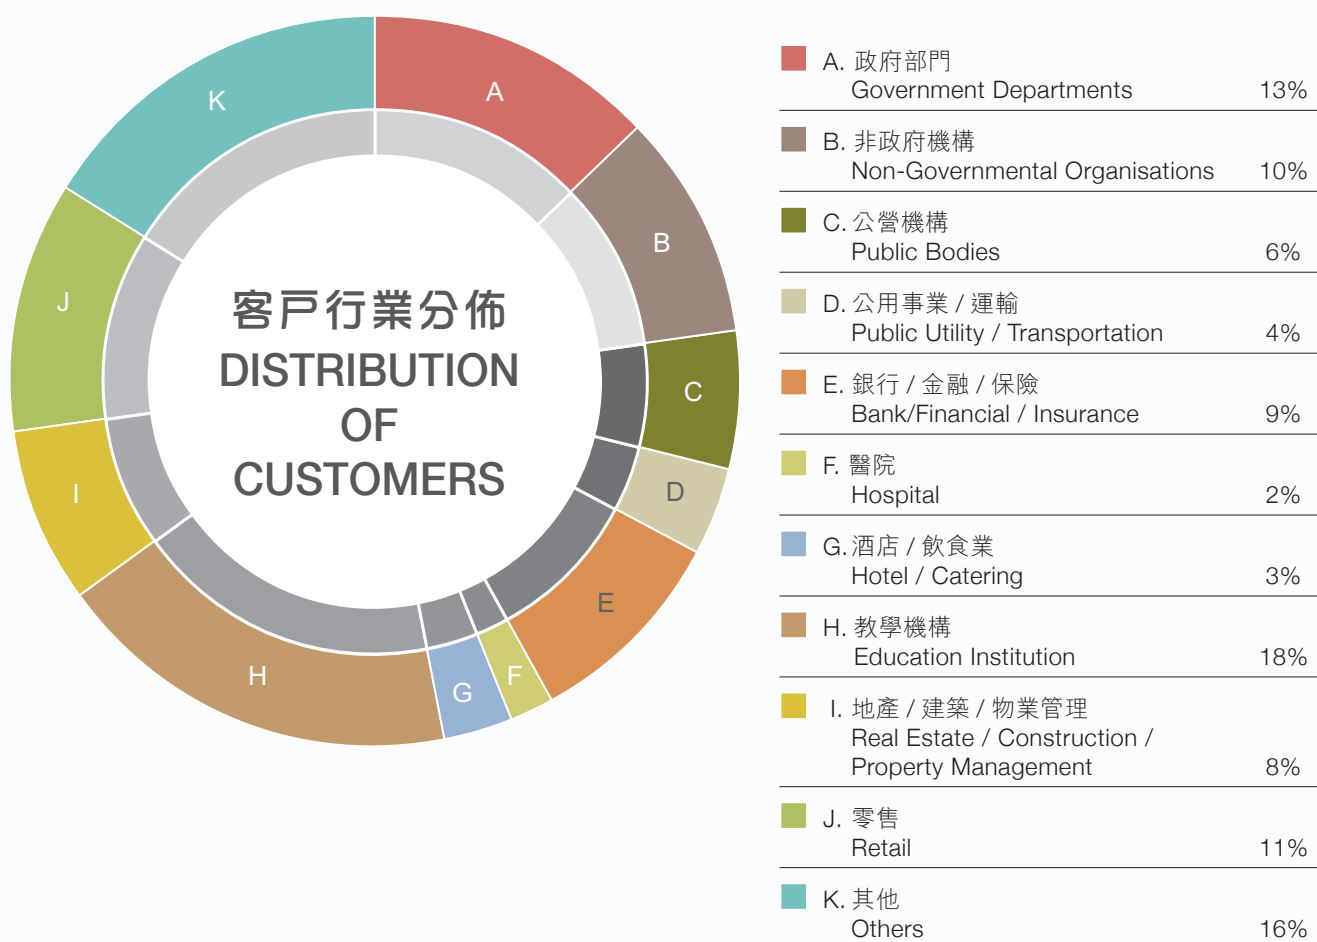 K
A
B
J
C
D
I
E
H
F
G
客戶行業分佈
DISTRIBUTION
OF
CUSTOMERS
A. 政府部門
Government Departments 13%
B. 非政府機構
Non-Governmental Organisations 10%
C. 公營機構
Public Bodies 6%
D. 公用事業 / 運輸
Public Utility / Transportation 4%
E. 銀行 / 金融 / 保險
Bank/Financial / Insurance 9%
F. 醫院
Hospital 2%
G. 酒店 / 飲食業
Hotel / Catering 3%
H. 教學機構
Education Institution 18%
I. 地產 / 建築 / 物業管理
Real Estate / Construction /
Property Management 8%
J. 零售
Retail 11%
K. 其他
Others 16%